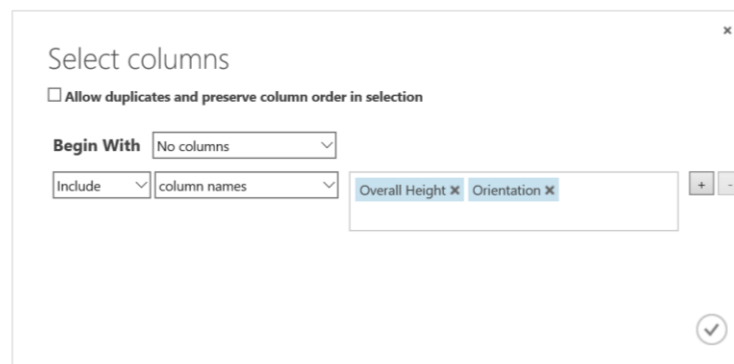 ×
Select columns
Allow duplicates and preserve column order in selection
Begin With No columns
Include column names Overall Height × Orientation × + -